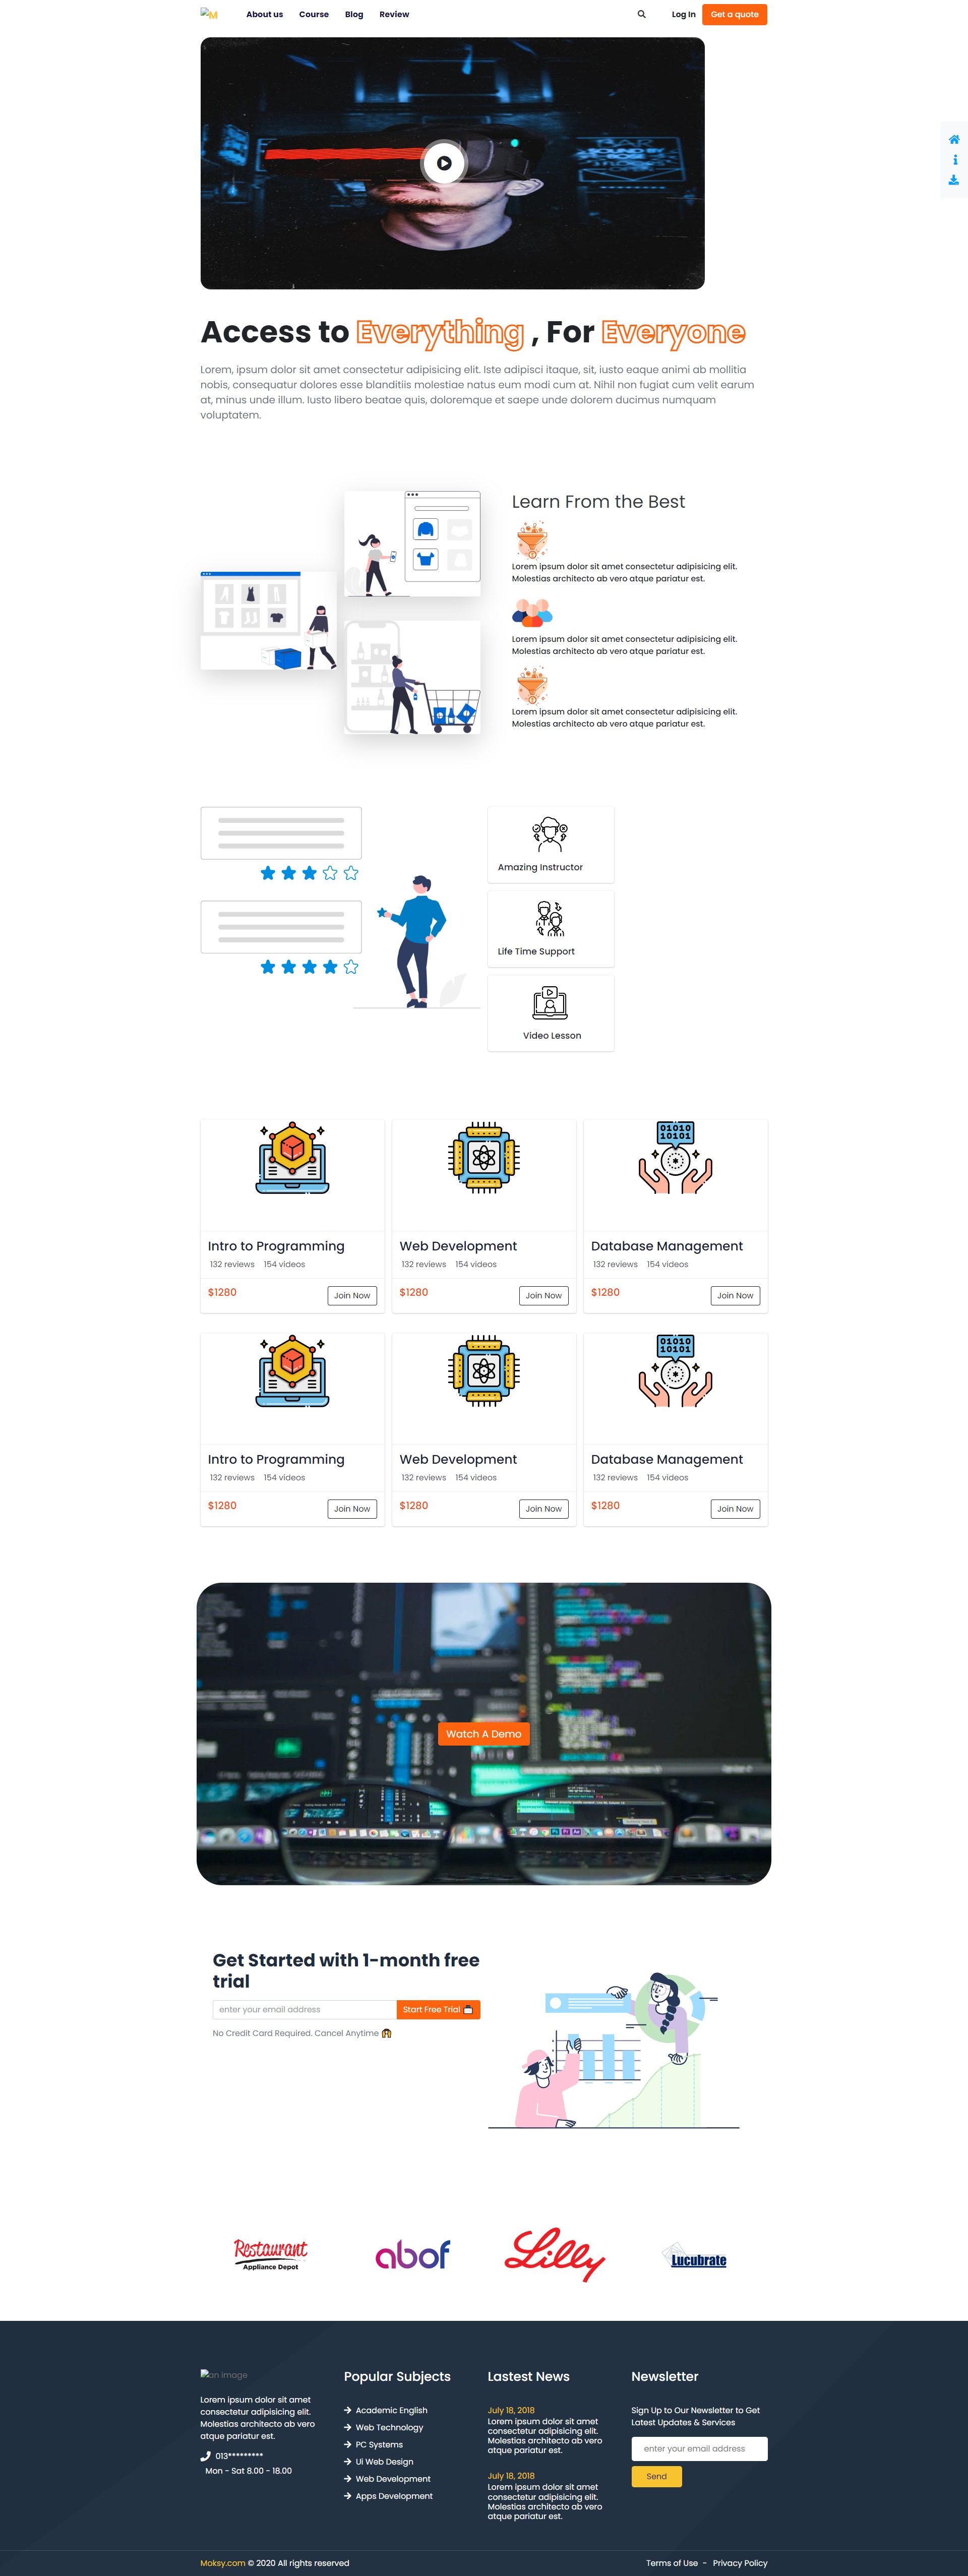 M
About us Course Blog Review Log In Get a quote
Access to Everything , For Everyone
Lorem, ipsum dolor sit amet consectetur adipisicing elit. Iste adipisci itaque, sit, iusto eaque animi ab mollitia
nobis, consequatur dolores esse blanditiis molestiae natus eum modi cum at. Nihil non fugiat cum velit earum
at, minus unde illum. Iusto libero beatae quis, doloremque et saepe unde dolorem ducimus numquam
voluptatem.
Learn From the Best
Lorem ipsum dolor sit amet consectetur adipisicing elit.
Molestias architecto ab vero atque pariatur est.
Lorem ipsum dolor sit amet consectetur adipisicing elit.
Molestias architecto ab vero atque pariatur est.
Lorem ipsum dolor sit amet consectetur adipisicing elit.
Molestias architecto ab vero atque pariatur est.
Amazing Instructor
Life Time Support
Video Lesson
01010
10101
Intro to Programming
132 reviews 154 videos
$1280 Join Now
Web Development
132 reviews 154 videos
$1280 Join Now
Database Management
132 reviews 154 videos
$1280 Join Now
01010
10101
Intro to Programming
132 reviews 154 videos
$1280 Join Now
Web Development
132 reviews 154 videos
$1280 Join Now
Database Management
132 reviews 154 videos
$1280 Join Now
Watch A Demo
Get Started with 1-month free
trial
enter your email address Start Free Trial
No Credit Card Required. Cancel Anytime
Restaurant
Appliance Depot
abof
Lilly
Lucubrate
an image
Lorem ipsum dolor sit amet
consectetur adipisicing elit.
Molestias architecto ab vero
atque pariatur est.
013*********
Mon - Sat 8.00 - 18.00
Popular Subjects
Academic English
Web Technology
PC Systems
Ui Web Design
Web Development
Apps Development
Lastest News
July 18, 2018
Lorem ipsum dolor sit amet
consectetur adipisicing elit.
Molestias architecto ab vero
atque pariatur est.
July 18, 2018
Lorem ipsum dolor sit amet
consectetur adipisicing elit.
Molestias architecto ab vero
atque pariatur est.
Newsletter
Sign Up to Our Newsletter to Get
Latest Updates & Services
enter your email address
Send
Moksy.com © 2020 All rights reserved
Terms of Use - Privacy Policy